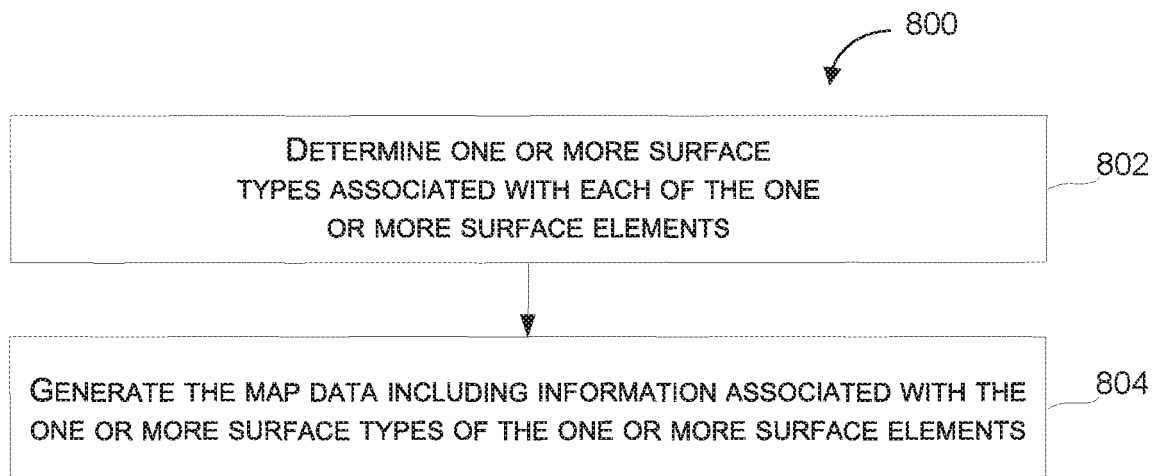 800
DETERMINE ONE OR MORE SURFACE
TYPES ASSOCIATED WITH EACH OF THE ONE
OR MORE SURFACE ELEMENTS
802
GENERATE THE MAP DATA INCLUDING INFORMATION ASSOCIATED WITH THE
ONE OR MORE SURFACE TYPES OF THE ONE OR MORE SURFACE ELEMENTS
804